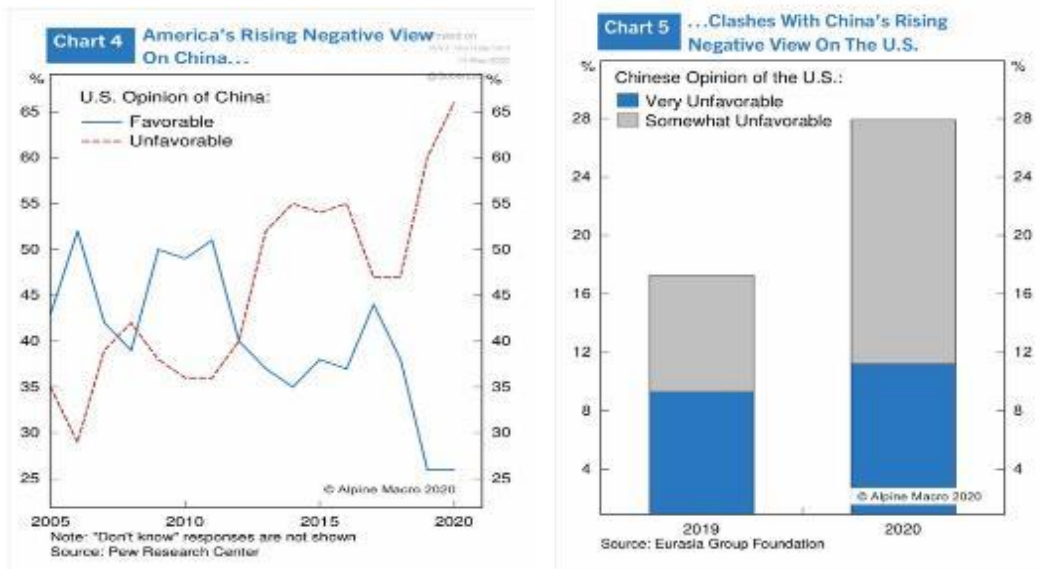 Chart 4
America's Rising Negative View
On China...
%
%
U.S. Opinion of China:
Favorable
Unfavorable
65
65
60
60
55
55
50
50
45
45
40
40
35
35
30
30
25
25
© Alpine Macro 2020
2005
2010
2015
2020
Note: "Don't know" responses are not shown
Source: Pew Research Center
Chart 5
...Clashes With China's Rising
Negative View On The U.S.
%
%
Chinese Opinion of the U.S.:
Very Unfavorable
Somewhat Unfavorable
28
28
24
24
20
20
16
16
12
12
8
8
4
4
© Alpine Macro 2020
2019
2020
Source: Eurasia Group Foundation